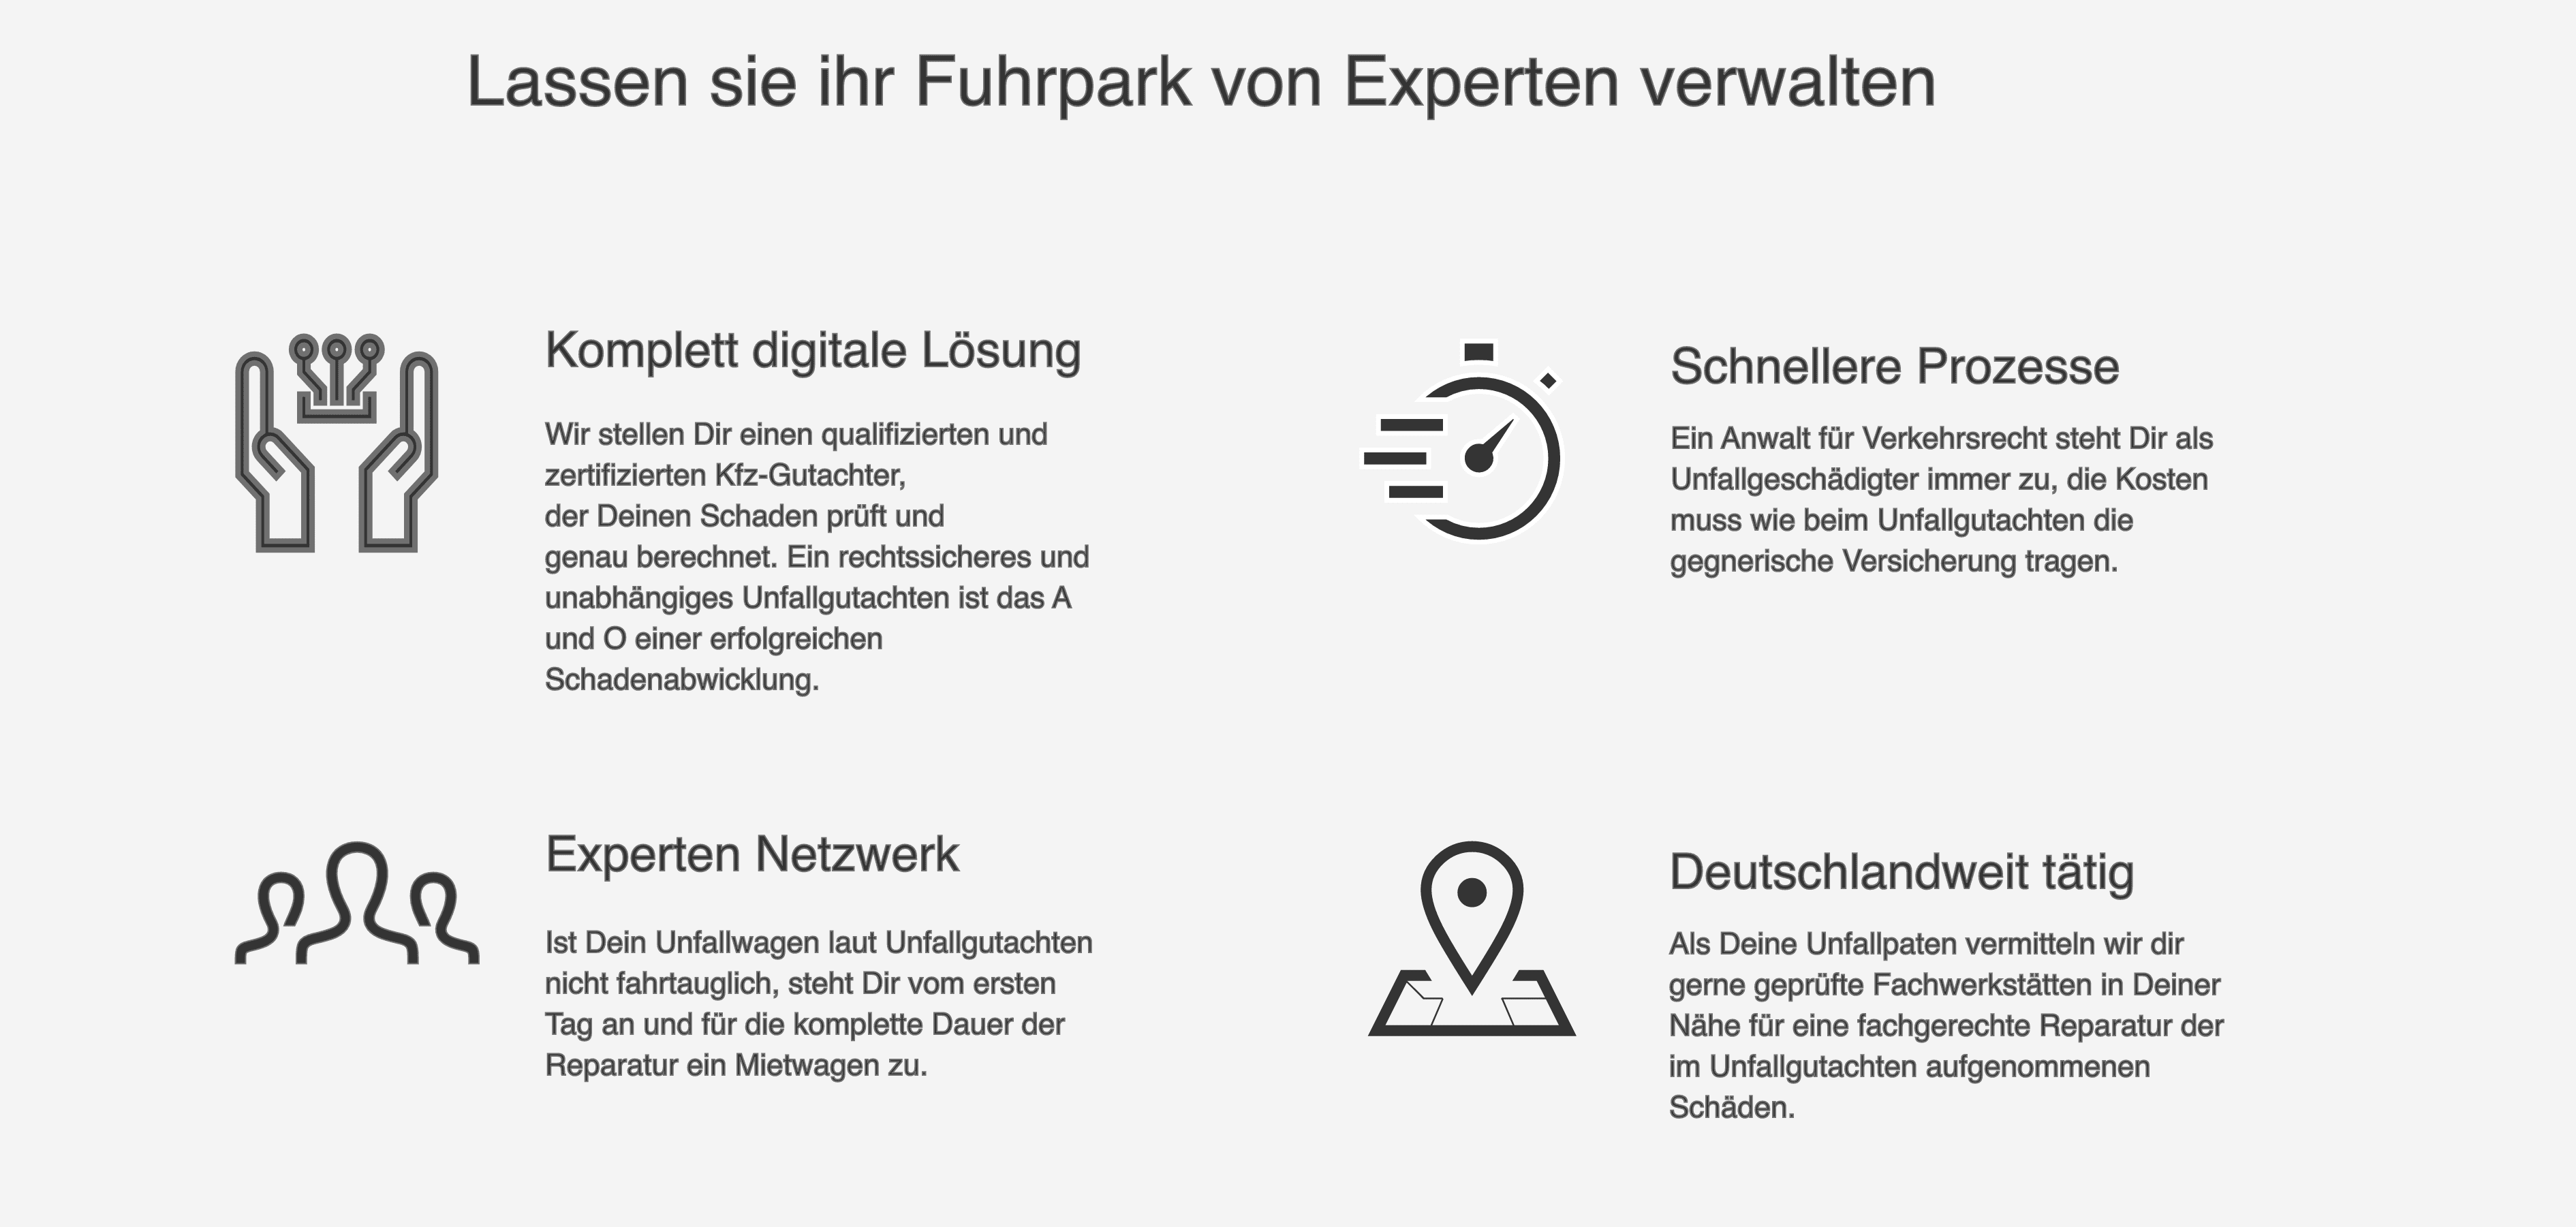 Lassen sie ihr Fuhrpark von Experten verwalten
Komplett digitale Lösung
Wir stellen Dir einen qualifizierten und
zertifizierten Kfz-Gutachter,
der Deinen Schaden prüft und
genau berechnet. Ein rechtssicheres und
unabhängiges Unfallgutachten ist das A
und O einer erfolgreichen
Schadenabwicklung.
Schnellere Prozesse
Ein Anwalt für Verkehrsrecht steht Dir als
Unfallgeschädigter immer zu, die Kosten
muss wie beim Unfallgutachten die
gegnerische Versicherung tragen.
Experten Netzwerk
Ist Dein Unfallwagen laut Unfallgutachten
nicht fahrtauglich, steht Dir vom ersten
Tag an und für die komplette Dauer der
Reparatur ein Mietwagen zu.
Deutschlandweit tätig
Als Deine Unfallpaten vermitteln wir dir
gerne geprüfte Fachwerkstätten in Deiner
Nähe für eine fachgerechte Reparatur der
im Unfallgutachten aufgenommenen
Schäden.